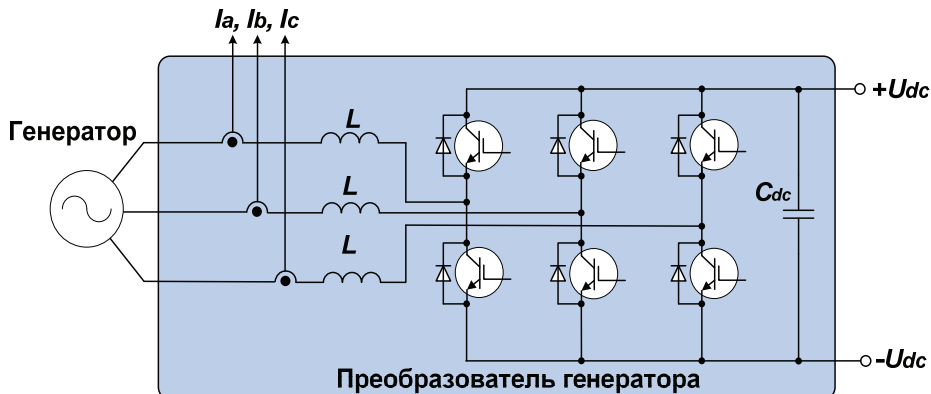 Ia, Ib, Ic
+Udc
Генератор
L
L
Cdc
L
-Udc
Преобразователь генератора